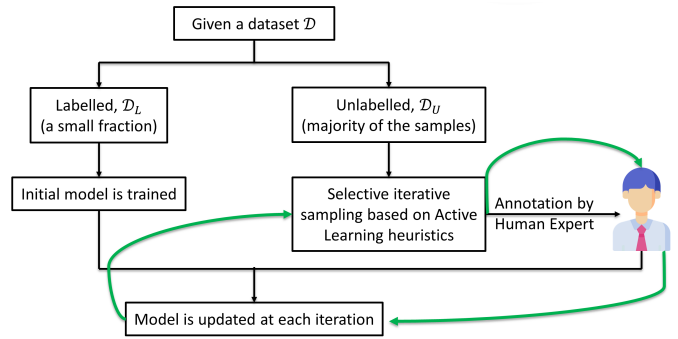 Given a dataset 𝒟
Labelled, 𝒟_L
(a small fraction)
Unlabelled, 𝒟_U
(majority of the samples)
Initial model is trained
Selective iterative
sampling based on Active
Learning heuristics
Annotation by
Human Expert
Model is updated at each iteration